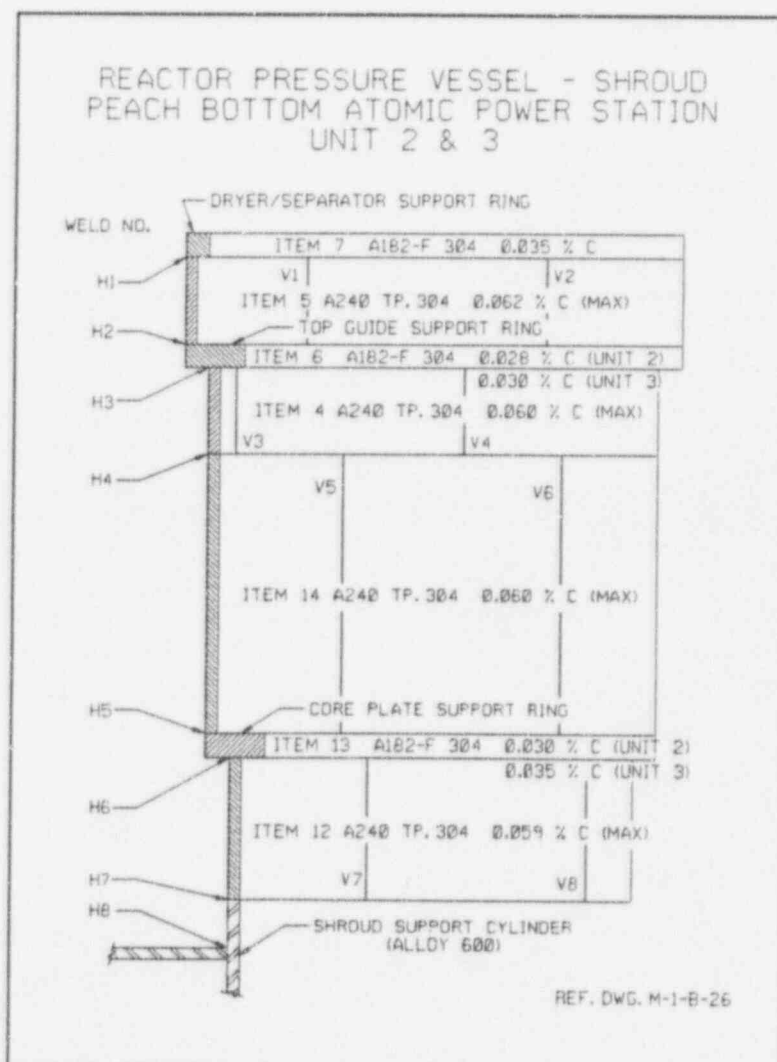 REACTOR PRESSURE VESSEL - SHROUD
PEACH BOTTOM ATOMIC POWER STATION
UNIT 2 & 3
DRYER/SEPARATOR SUPPORT RING
WELD NO.
ITEM 7 A182-F 304 0.035 % C
H1
V1
V2
ITEM 5 A240 TP.304 0.062 % C (MAX)
H2
TOP GUIDE SUPPORT RING
ITEM 6 A182-F 304 0.028 % C (UNIT 2)
0.030 % C (UNIT 3)
H3
ITEM 4 A240 TP.304 0.060 % C (MAX)
V3
V4
H4
V5
V6
ITEM 14 A240 TP.304 0.060 % C (MAX)
H5
CORE PLATE SUPPORT RING
ITEM 13 A182-F 304 0.030 % C (UNIT 2)
0.035 % C (UNIT 3)
H6
ITEM 12 A240 TP.304 0.059 % C (MAX)
H7
V7
V8
H8
SHROUD SUPPORT CYLINDER
(ALLOY 600)
REF. DWG. M-1-B-26